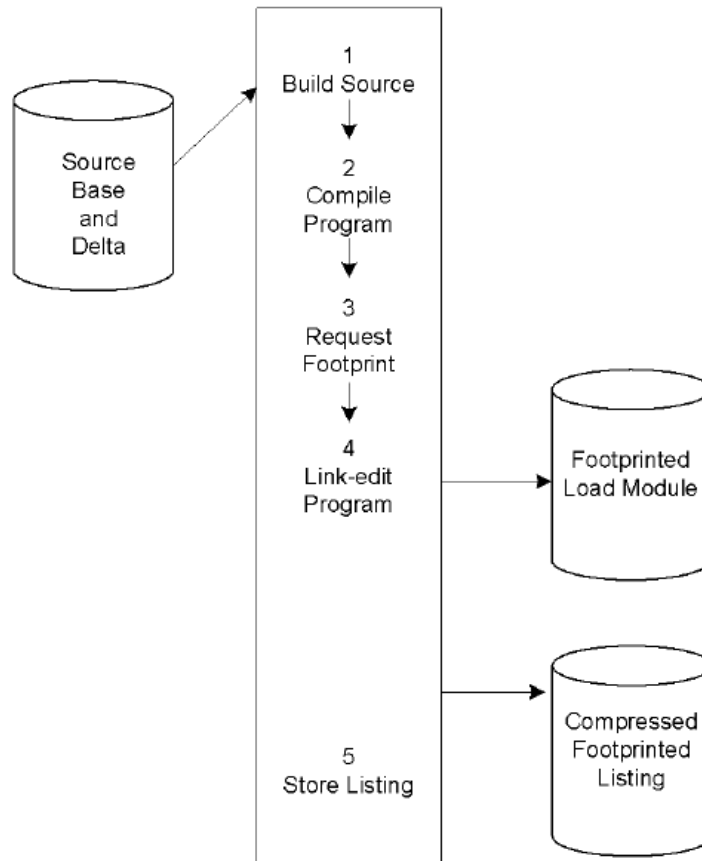 Source
Base
and
Delta
1
Build Source
2
Compile
Program
3
Request
Footprint
4
Link-edit
Program
5
Store Listing
Footprinted
Load Module
Compressed
Footprinted
Listing